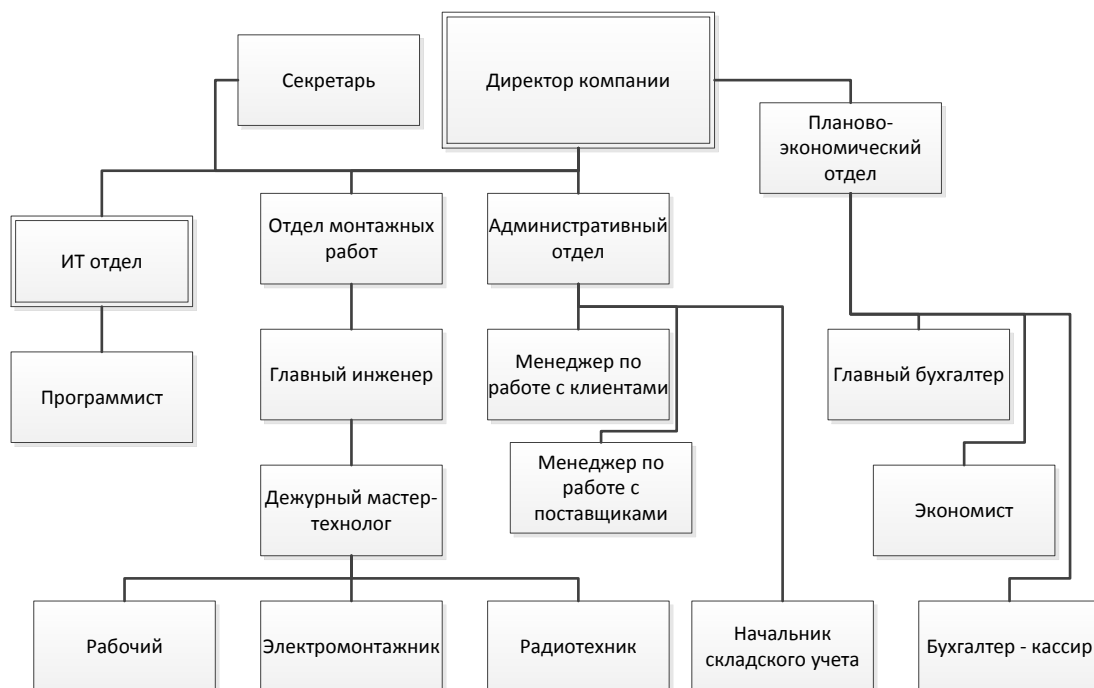 Секретарь
Директор компании
Планово-
экономический
отдел
ИТ отдел
Отдел монтажных
работ
Административный
отдел
Программист
Главный инженер
Менеджер по
работе с клиентами
Главный бухгалтер
Менеджер по
работе с
поставщиками
Дежурный мастер-
технолог
Экономист
Рабочий
Электромонтажник
Радиотехник
Начальник
складского учета
Бухгалтер - кассир